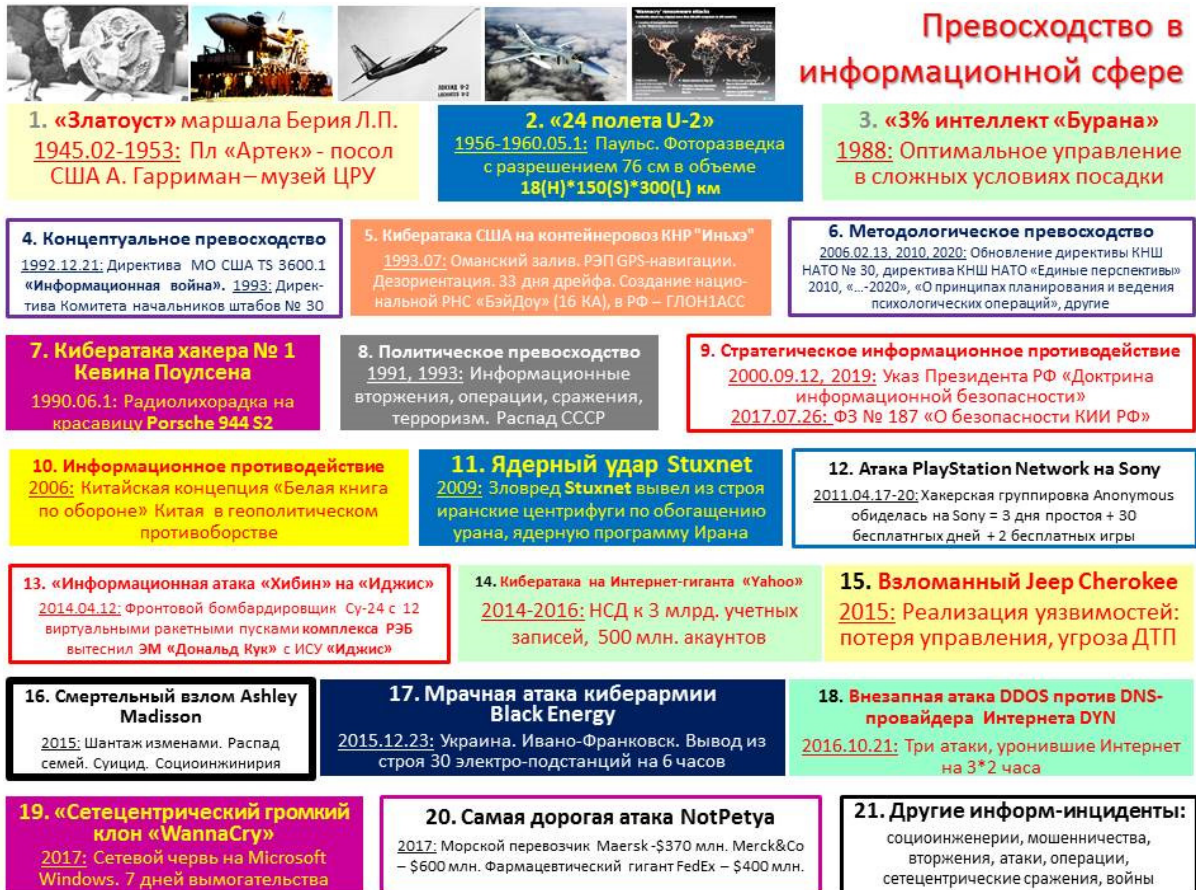 Превосходство в
информационной сфере
1. «Златоуст» маршала Берия Л.П.
1945.02-1953: Пл «Артек» - посол
США А. Гарриман – музей ЦРУ
2. «24 полета U-2»
1956-1960.05.1: Паульс. Фоторазведка
с разрешением 76 см в объеме
18(H)*150(S)*300(L) км
3. «3% интеллект «Бурана»
1988: Оптимальное управление
в сложных условиях посадки
4. Концептуальное превосходство
1992.12.21: Директива МО США TS 3600.1
«Информационная война». 1993: Дирек-
тива Комитета начальников штабов № 30
5. Кибератака США на контейнеровоз КНР "Иньхэ"
1993.07: Оманский залив. РЭП GPS-навигации.
Дезориентация. 33 дня дрейфа. Создание нацио-
нальной РНС «БэйДоу» (16 КА), в РФ – ГЛОН1АСС
6. Методологическое превосходство
2006.02.13, 2010, 2020: Обновление директивы КНШ
НАТО № 30, директива КНШ НАТО «Единые перспективы»
2010, «...-2020», «О принципах планирования и ведения
психологических операций», другие
7. Кибератака хакера № 1
Кевина Поулсена
1990.06.1: Радиолихорадка на
красавицу Porsche 944 S2
8. Политическое превосходство
1991, 1993: Информационные
вторжения, операции, сражения,
терроризм. Распад СССР
9. Стратегическое информационное противодействие
2000.09.12, 2019: Указ Президента РФ «Доктрина
информационной безопасности»
2017.07.26: ФЗ № 187 «О безопасности КИИ РФ»
10. Информационное противодействие
2006: Китайская концепция «Белая книга
по обороне» Китая в геополитическом
противоборстве
11. Ядерный удар Stuxnet
2009: Зловред Stuxnet вывел из строя
иранские центрифуги по обогащению
урана, ядерную программу Ирана
12. Атака PlayStation Network на Sony
2011.04.17-20: Хакерская группировка Anonymous
обиделась на Sony = 3 дня простоя + 30
бесплатнгых дней + 2 бесплатных игры
13. «Информационная атака «Хибин» на «Иджис»
2014.04.12: Фронтовой бомбардировщик Су-24 с 12
виртуальными ракетными пусками комплекса РЭБ
вытеснил ЭМ «Дональд Кук» с ИСУ «Иджис»
14. Кибератака на Интернет-гиганта «Yahoo»
2014-2016: НСД к 3 млрд. учетных
записей, 500 млн. акаунтов
15. Взломанный Jeep Cherokee
2015: Реализация уязвимостей:
потеря управления, угроза ДТП
16. Смертельный взлом Ashley
Madisson
2015: Шантаж изменами. Распад
семей. Суицид. Социоинжинирия
17. Мрачная атака киберармии
Black Energy
2015.12.23: Украина. Ивано-Франковск. Вывод из
строя 30 электро-подстанций на 6 часов
18. Внезапная атака DDOS против DNS-
провайдера Интернета DYN
2016.10.21: Три атаки, уронившие Интернет
на 3*2 часа
19. «Сетецентрический громкий
клон «WannaCry»
2017: Сетевой червь на Microsoft
Windows. 7 дней вымогательства
20. Самая дорогая атака NotPetya
2017: Морской перевозчик Maersk -$370 млн. Merck&Co
– $600 млн. Фармацевтический гигант FedEx – $400 млн.
21. Другие информ-инциденты:
социоинженерии, мошенничества,
вторжения, атаки, операции,
сетецентрические сражения, войны